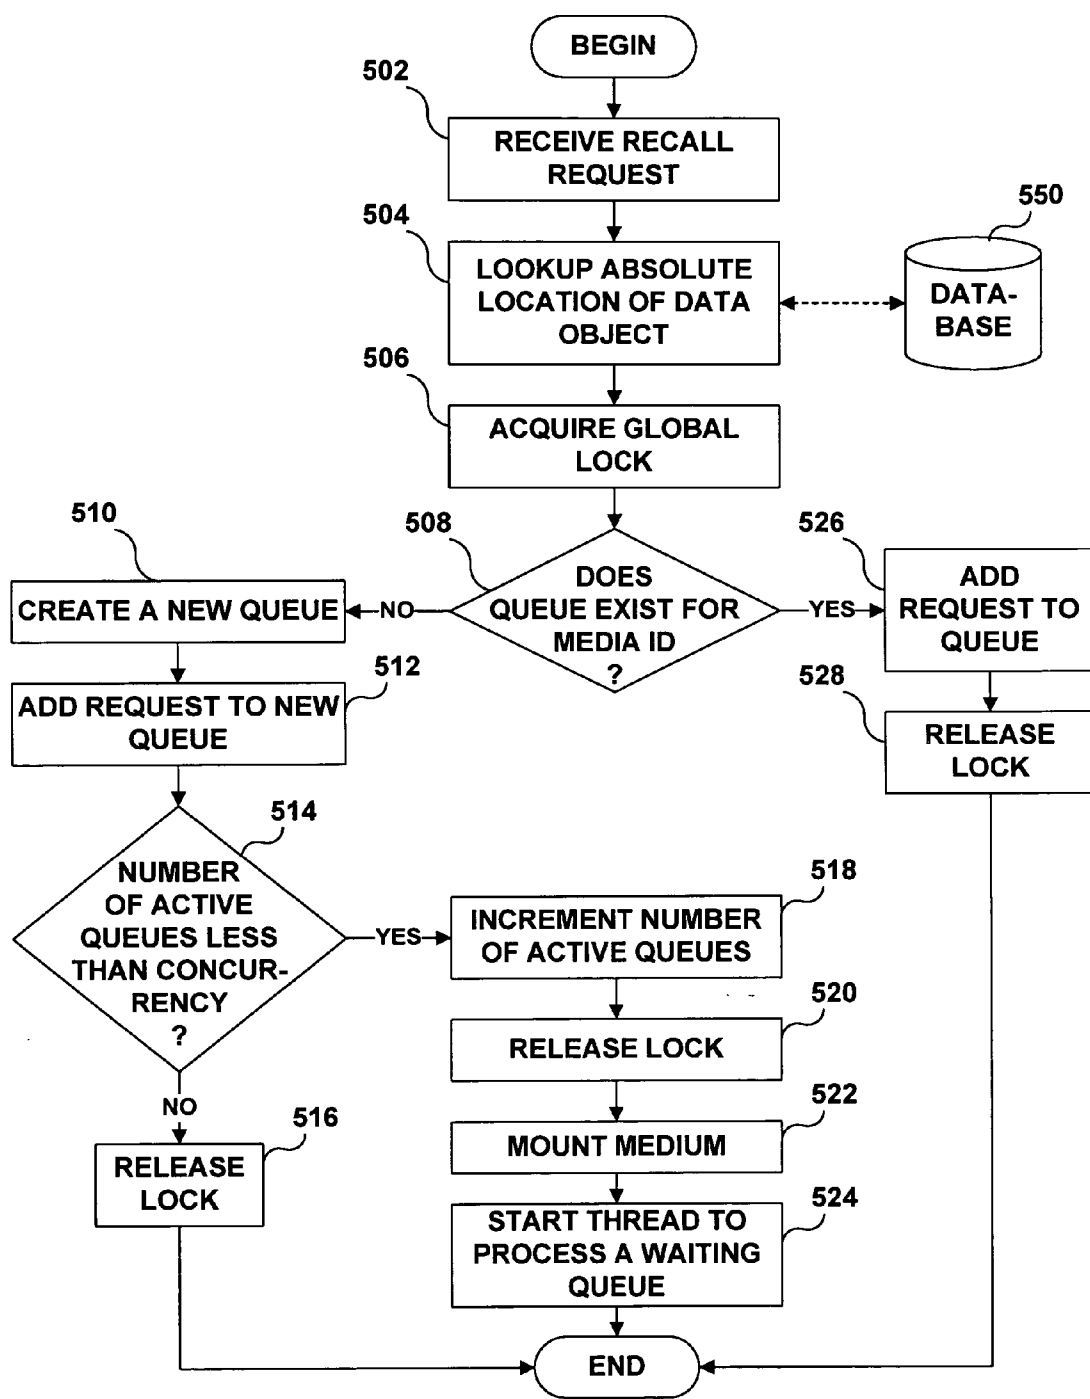 BEGIN
502
RECEIVE RECALL
REQUEST
504
LOOKUP ABSOLUTE
LOCATION OF DATA
OBJECT
550
DATA-
BASE
506
ACQUIRE GLOBAL
LOCK
508
DOES
QUEUE EXIST FOR
MEDIA ID
?
NO
YES
510
CREATE A NEW QUEUE
512
ADD REQUEST TO NEW
QUEUE
526
ADD
REQUEST TO
QUEUE
528
RELEASE
LOCK
514
NUMBER
OF ACTIVE
QUEUES LESS
THAN CONCUR-
RENCY
?
YES
NO
516
RELEASE
LOCK
518
INCREMENT NUMBER
OF ACTIVE QUEUES
520
RELEASE LOCK
522
MOUNT MEDIUM
524
START THREAD TO
PROCESS A WAITING
QUEUE
END